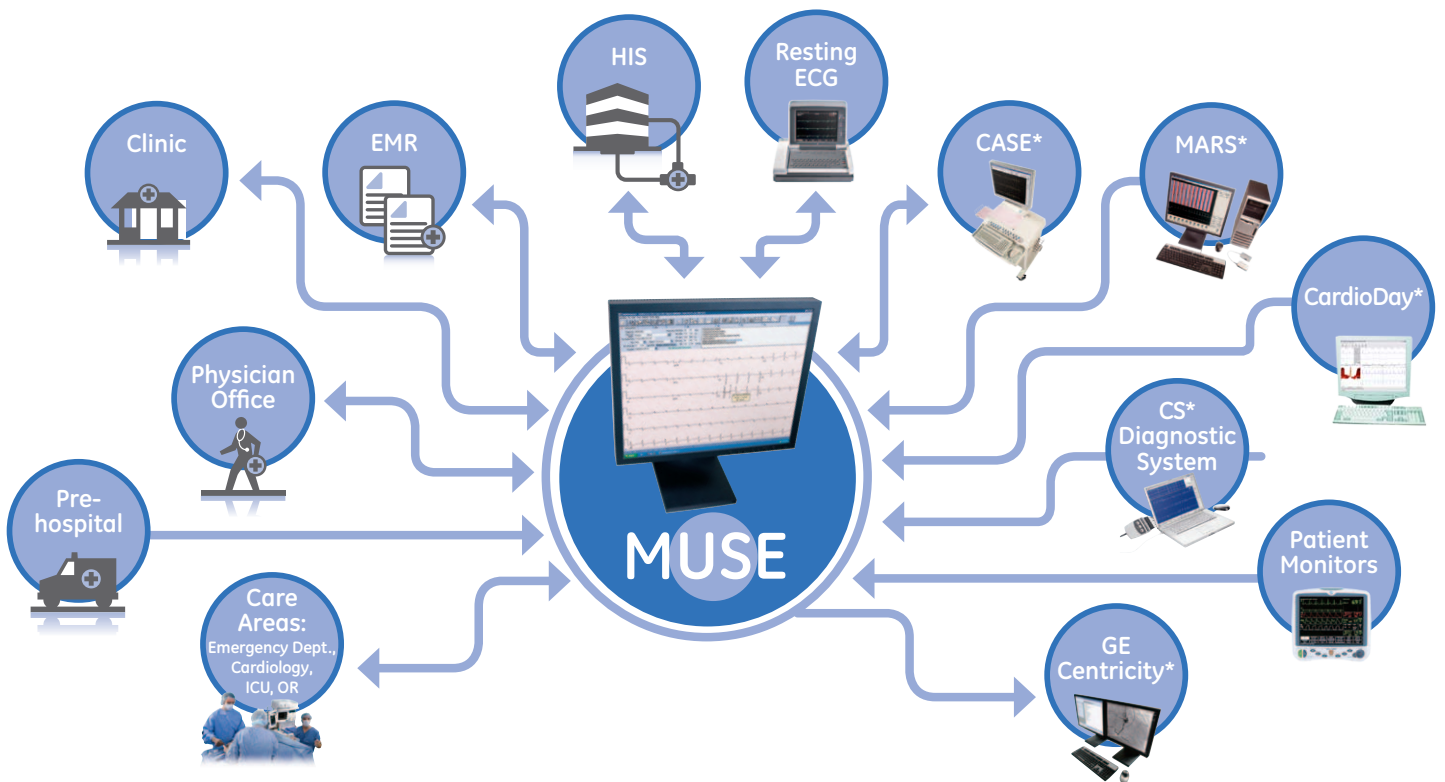 HIS
Resting
ECG
Clinic
EMR
CASE*
MARS*
CardioDay*
Physician
Office
CS*
Diagnostic
System
Pre-
hospital
MUSE
Patient
Monitors
Care
Areas:
Emergency Dept.,
Cardiology,
ICU, OR
GE
Centricity*